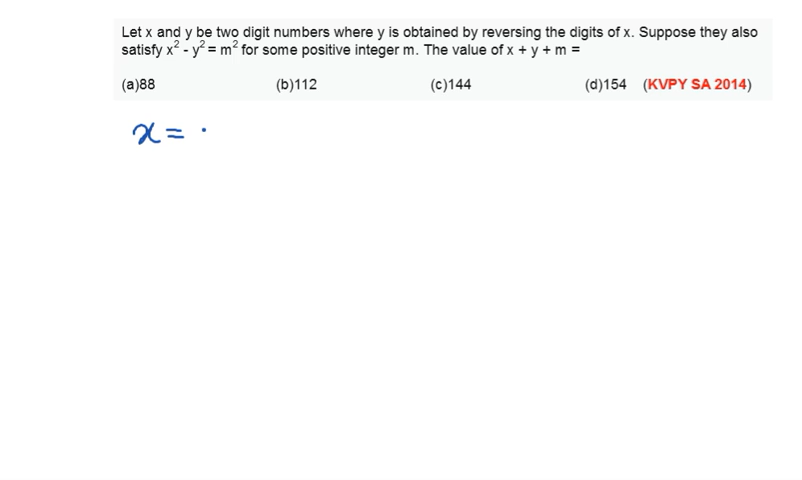 Let x and y be two digit numbers where y is obtained by reversing the digits of x. Suppose they also
satisfy x² - y² = m² for some positive integer m. The value of x + y + m =
(a)88 (b)112 (c)144 (d)154 (KVPY SA 2014)
x = ·